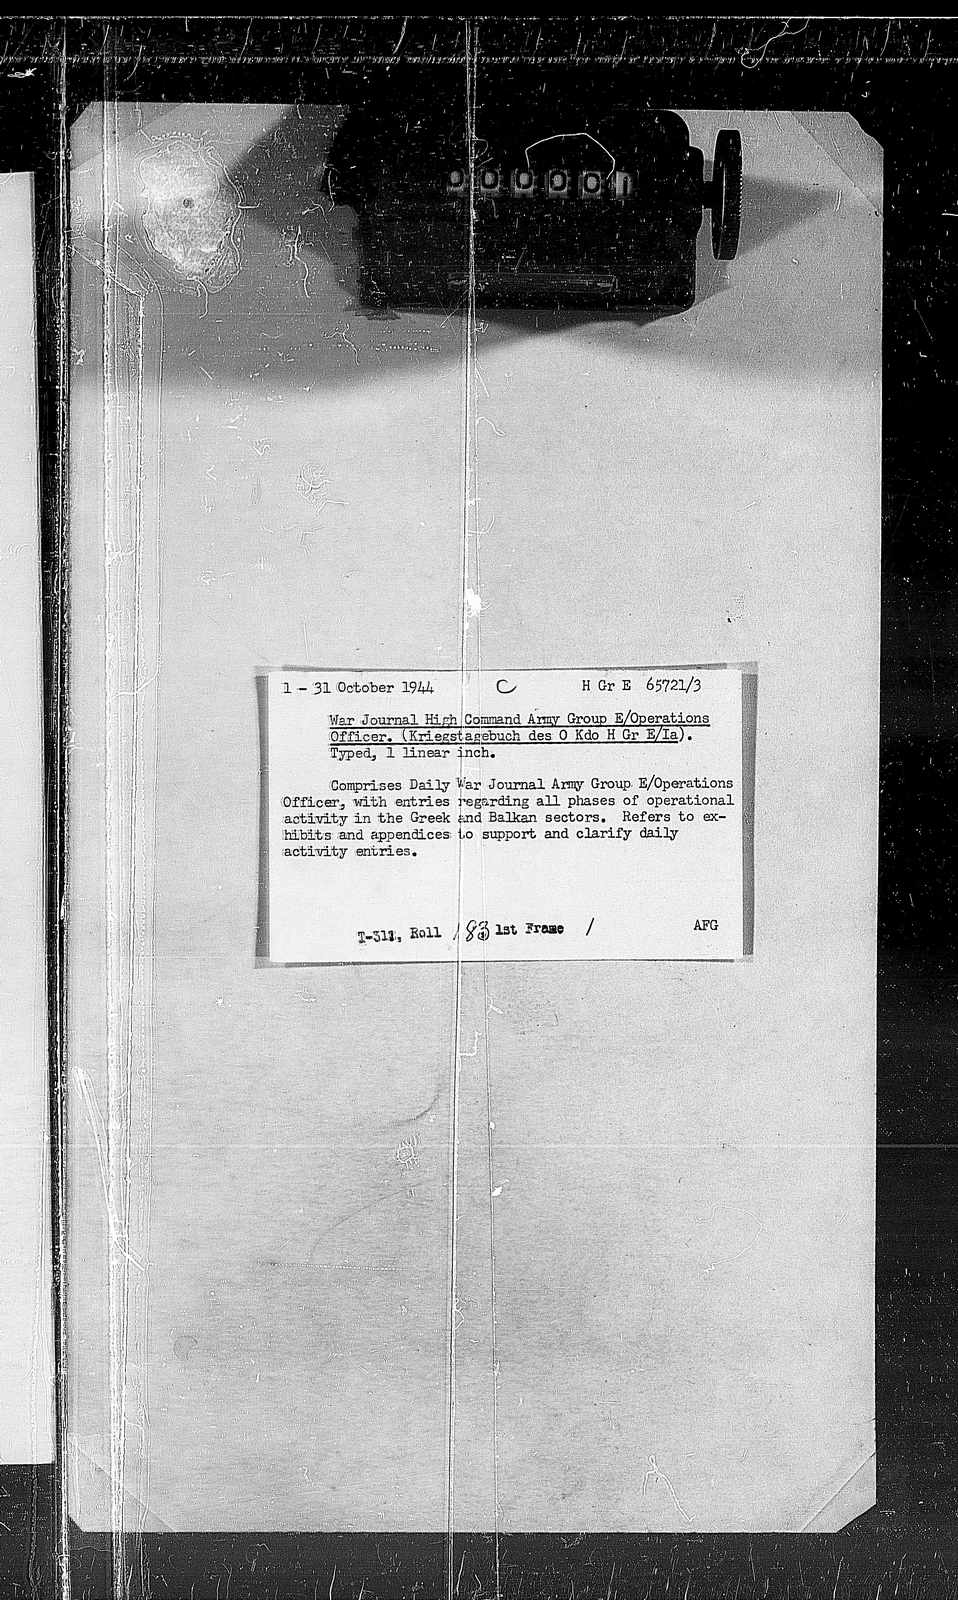 000001
1 - 31 October 1944 C H Gr E 65721/3
War Journal High Command Army Group E/Operations
Officer. (Kriegstagebuch des O Kdo H Gr E/Ia).
Typed, 1 linear inch.
Comprises Daily War Journal Army Group E/Operations
Officer, with entries regarding all phases of operational
activity in the Greek and Balkan sectors. Refers to ex-
hibits and appendices to support and clarify daily
activity entries.
T-311, Roll 183 1st Frame 1 AFG